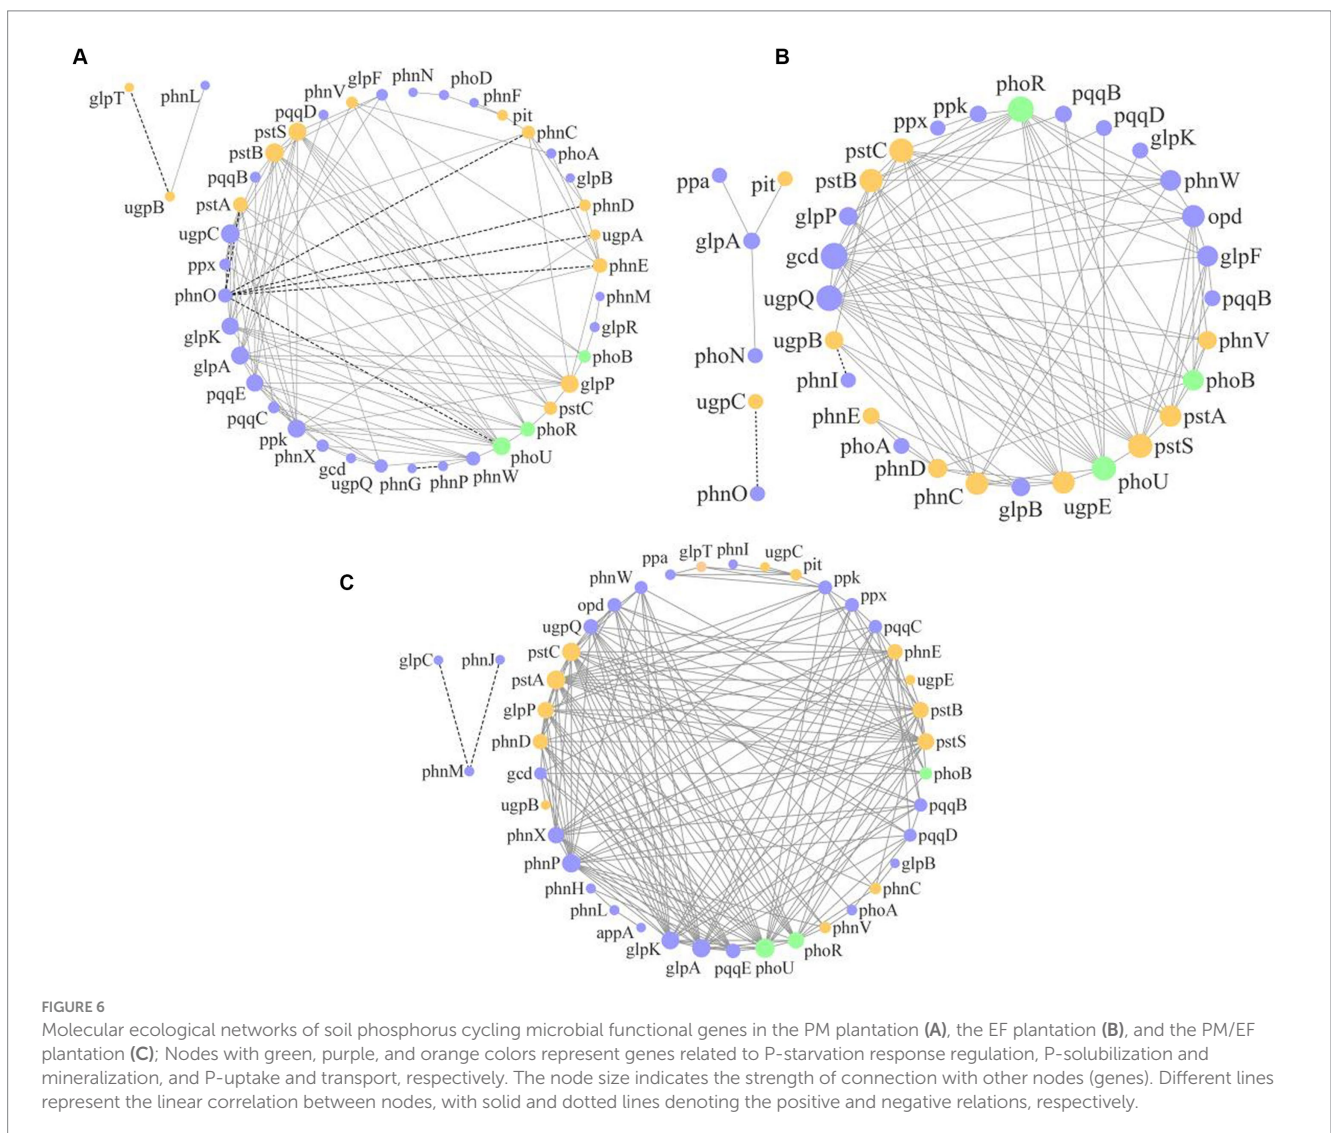 A
glpT
phnL
ugpB
glpF
phnN
phoD
phnV
phnF
pqqD
pit
pstS
phnC
pstB
phoA
pqqB
glpB
pstA
phnD
ugpC
ugpA
ppx
phnE
phnO
phnM
glpK
glpR
glpA
phoB
pqqE
glpP
pqqC
pstC
ppk
phoR
phnX
phoU
gcd
phnW
ugpQ
phnG
phnP
B
phoR
ppk
pqqB
ppx
pqqD
pstC
glpK
ppa
pit
pstB
phnW
glpP
opd
glpA
gcd
glpF
ugpQ
pqqB
ugpB
phnV
phoN
phnI
phoB
ugpC
phnE
pstA
phoA
pstS
phnD
phoU
phnO
phnC
glpB
ugpE
C
ppa
glpT
phnI
ugpC
pit
phnW
ppk
opd
ppx
ugpQ
pqqC
pstC
phnE
glpC
phnJ
pstA
ugpE
glpP
pstB
phnD
pstS
phnM
gcd
phoB
ugpB
pqqB
phnX
pqqD
phnP
glpB
phnH
phnC
phnL
phoA
appA
phnV
glpK
phoR
glpA
pqqE
phoU
FIGURE 6
Molecular ecological networks of soil phosphorus cycling microbial functional genes in the PM plantation (A), the EF plantation (B), and the PM/EF
plantation (C); Nodes with green, purple, and orange colors represent genes related to P-starvation response regulation, P-solubilization and
mineralization, and P-uptake and transport, respectively. The node size indicates the strength of connection with other nodes (genes). Different lines
represent the linear correlation between nodes, with solid and dotted lines denoting the positive and negative relations, respectively.